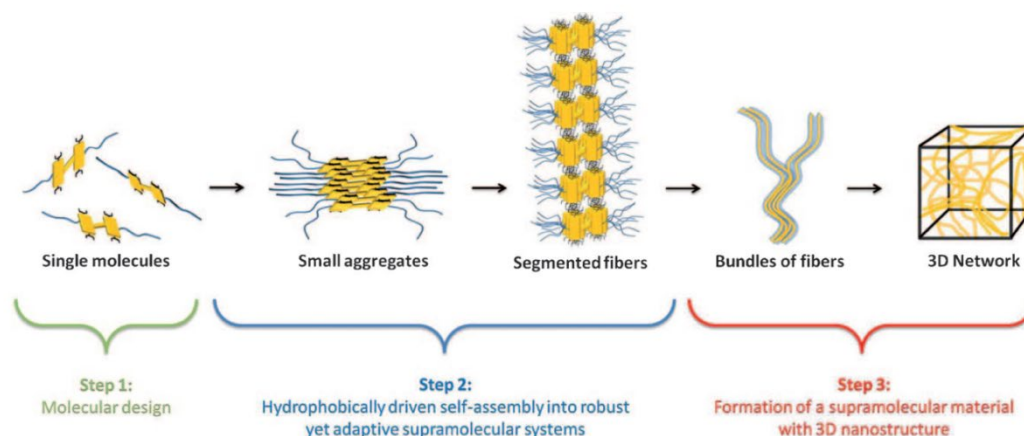 Single molecules
Small aggregates
Segmented fibers
Bundles of fibers
3D Network
Step 1:
Molecular design
Step 2:
Hydrophobically driven self-assembly into robust
yet adaptive supramolecular systems
Step 3:
Formation of a supramolecular material
with 3D nanostructure